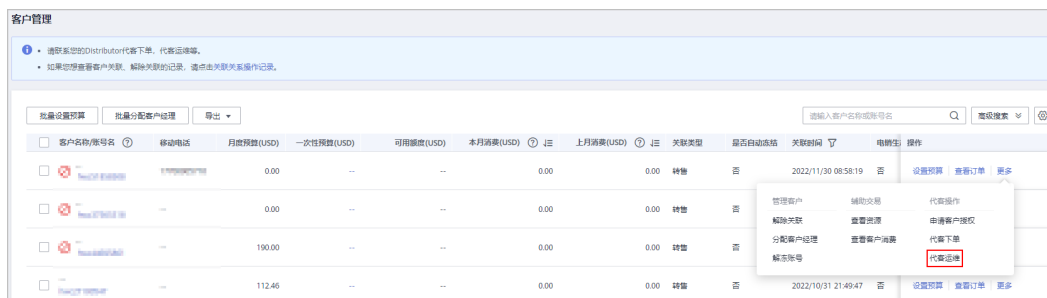 客户管理
• 请联系您的Distributor代客下单、代客运维等。
• 如果您想查看客户关联、解除关联的记录，请点击关联关系操作记录。
批量设置预算 批量分配客户经理 导出 请输入客户名称或账号名 高级搜索
客户名称/账号名 移动电话 月度预算(USD) 一次性预算(USD) 可用额度(USD) 本月消费(USD) 上月消费(USD) 关联类型 是否自动冻结 关联时间 电销生 操作
0.00 -- -- 0.00 0.00 转售 否 2022/11/30 08:58:19 否 设置预算 查看订单 更多
-- 0.00 -- -- 0.00 0.00 转售 否
-- 190.00 -- -- 0.00 0.00 转售 否
-- 112.46 -- -- 0.00 0.00 转售 否 2022/10/31 21:49:47 否 设置预算 查看订单 更多
管理客户 辅助交易 代客操作
解除关联 查看资源 申请客户授权
分配客户经理 查看客户消费 代客下单
解冻账号 代客运维